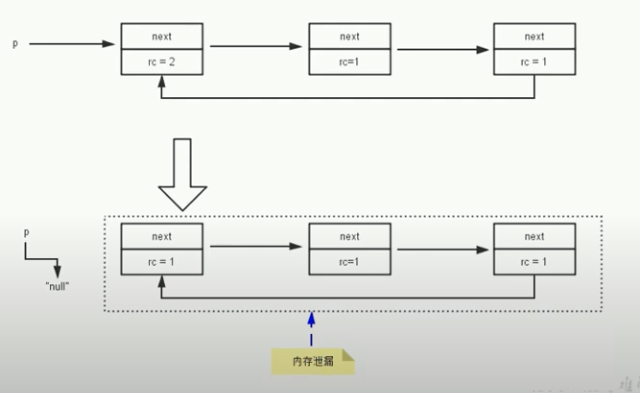 p
next
next
next
rc = 2
rc=1
rc = 1
p
next
next
next
rc = 1
rc=1
rc = 1
"null"
内存泄漏